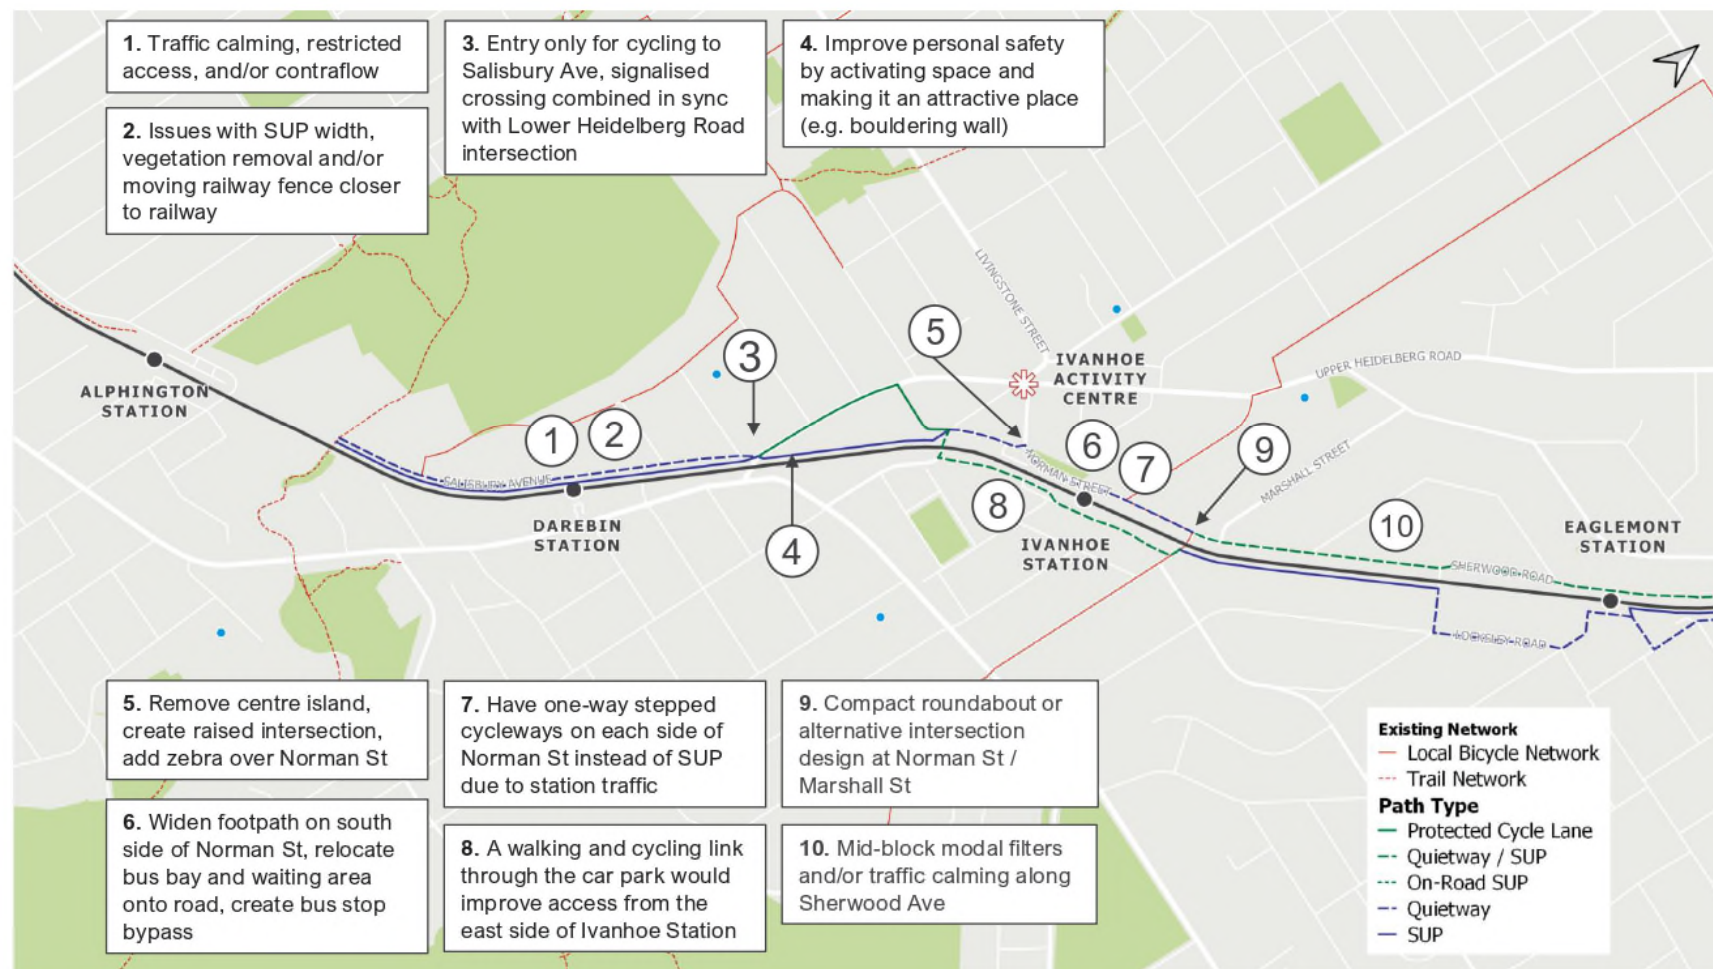 1. Traffic calming, restricted
access, and/or contraflow
2. Issues with SUP width,
vegetation removal and/or
moving railway fence closer
to railway
3. Entry only for cycling to
Salisbury Ave, signalised
crossing combined in sync
with Lower Heidelberg Road
intersection
4. Improve personal safety
by activating space and
making it an attractive place
(e.g. bouldering wall)
LIVINGSTONE STREET
5
3
IVANHOE
ACTIVITY
CENTRE
UPPER HEIDELBERG ROAD
ALPHINGTON
STATION
1
2
6
7
9
MARSHALL STREET
NORMAN STREET
SALISBURY AVENUE
8
10
DAREBIN
STATION
4
IVANHOE
STATION
EAGLEMONT
STATION
SHERWOOD ROAD
LOCKSLEY ROAD
5. Remove centre island,
create raised intersection,
add zebra over Norman St
6. Widen footpath on south
side of Norman St, relocate
bus bay and waiting area
onto road, create bus stop
bypass
7. Have one-way stepped
cycleways on each side of
Norman St instead of SUP
due to station traffic
8. A walking and cycling link
through the car park would
improve access from the
east side of Ivanhoe Station
9. Compact roundabout or
alternative intersection
design at Norman St /
Marshall St
10. Mid-block modal filters
and/or traffic calming along
Sherwood Ave
Existing Network
Local Bicycle Network
Trail Network
Path Type
Protected Cycle Lane
Quietway / SUP
On-Road SUP
Quietway
SUP